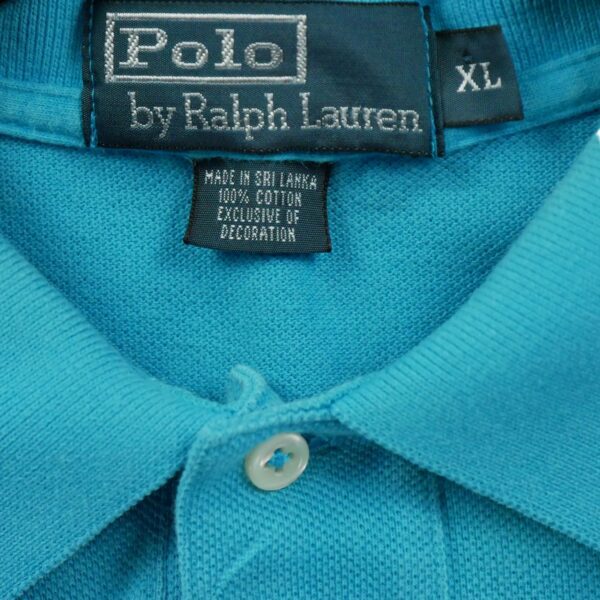 Polo
by Ralph Lauren
XL
MADE IN SRI LANKA
100% COTTON
EXCLUSIVE OF
DECORATION